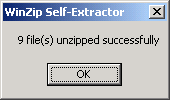 WinZip Self-Extractor
9 file(s) unzipped successfully
OK